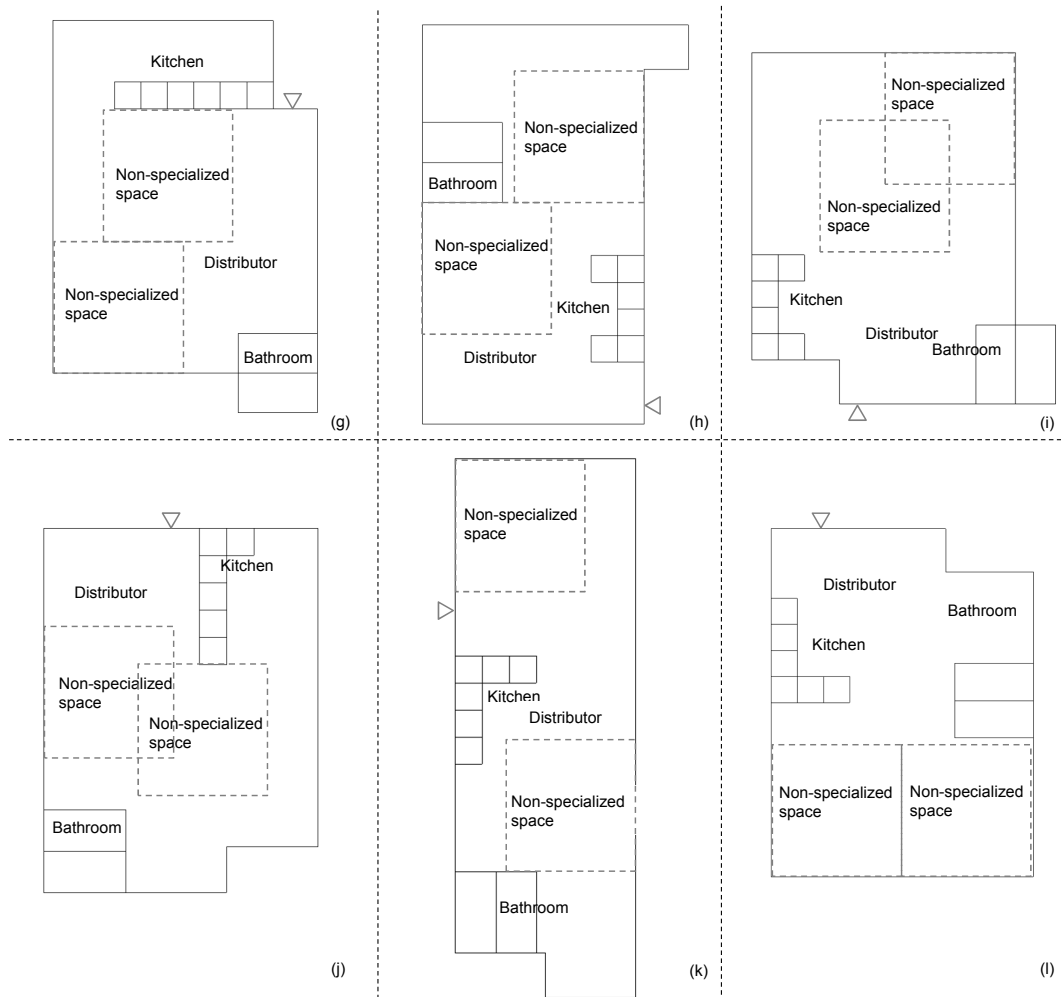 Kitchen
Non-specialized
space
Distributor
Non-specialized
space
Bathroom
(g)
Non-specialized
space
Bathroom
Non-specialized
space
Kitchen
Distributor
(h)
Non-specialized
space
Non-specialized
space
Kitchen
Distributor
Bathroom
(i)
Kitchen
Distributor
Non-specialized
space
Non-specialized
space
Bathroom
(j)
Non-specialized
space
Kitchen
Distributor
Non-specialized
space
Bathroom
(k)
Distributor
Bathroom
Kitchen
Non-specialized
space
Non-specialized
space
(l)